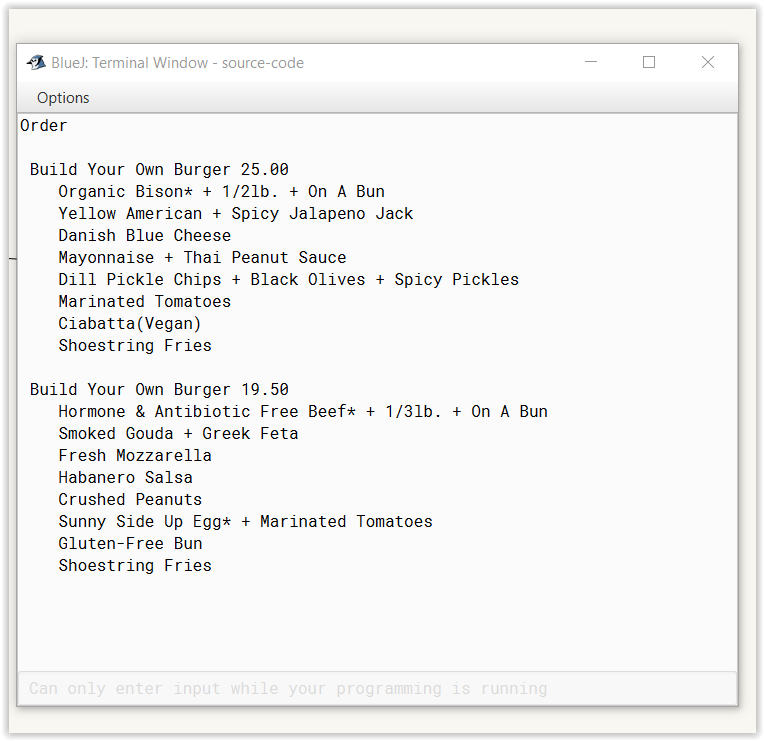 BlueJ: Terminal Window - source-code
Options
Order
Build Your Own Burger 25.00
Organic Bison* + 1/2lb. + On A Bun
Yellow American + Spicy Jalapeno Jack
Danish Blue Cheese
Mayonnaise + Thai Peanut Sauce
Dill Pickle Chips + Black Olives + Spicy Pickles
Marinated Tomatoes
Ciabatta(Vegan)
Shoestring Fries
Build Your Own Burger 19.50
Hormone & Antibiotic Free Beef* + 1/3lb. + On A Bun
Smoked Gouda + Greek Feta
Fresh Mozzarella
Habanero Salsa
Crushed Peanuts
Sunny Side Up Egg* + Marinated Tomatoes
Gluten-Free Bun
Shoestring Fries
Can only enter input while your programming is running